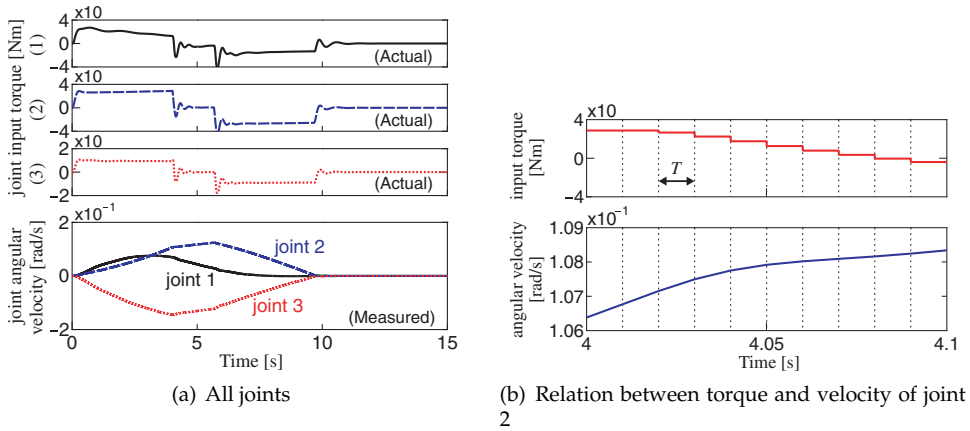 x10
4
0
-4
(1)
(Actual)
x10
4
0
-4
(2)
(Actual)
x10
2
0
-2
(3)
(Actual)
joint input torque [Nm]
x10^-1
2
0
-2
joint angular
velocity [rad/s]
joint 2
joint 1
joint 3
(Measured)
0 5 10 15
Time [s]
(a) All joints
x10
4
0
-4
input torque
[Nm]
T
x10^-1
1.09
1.08
1.07
1.06
angular velocity
[rad/s]
4 4.05 4.1
Time [s]
(b) Relation between torque and velocity of joint
2